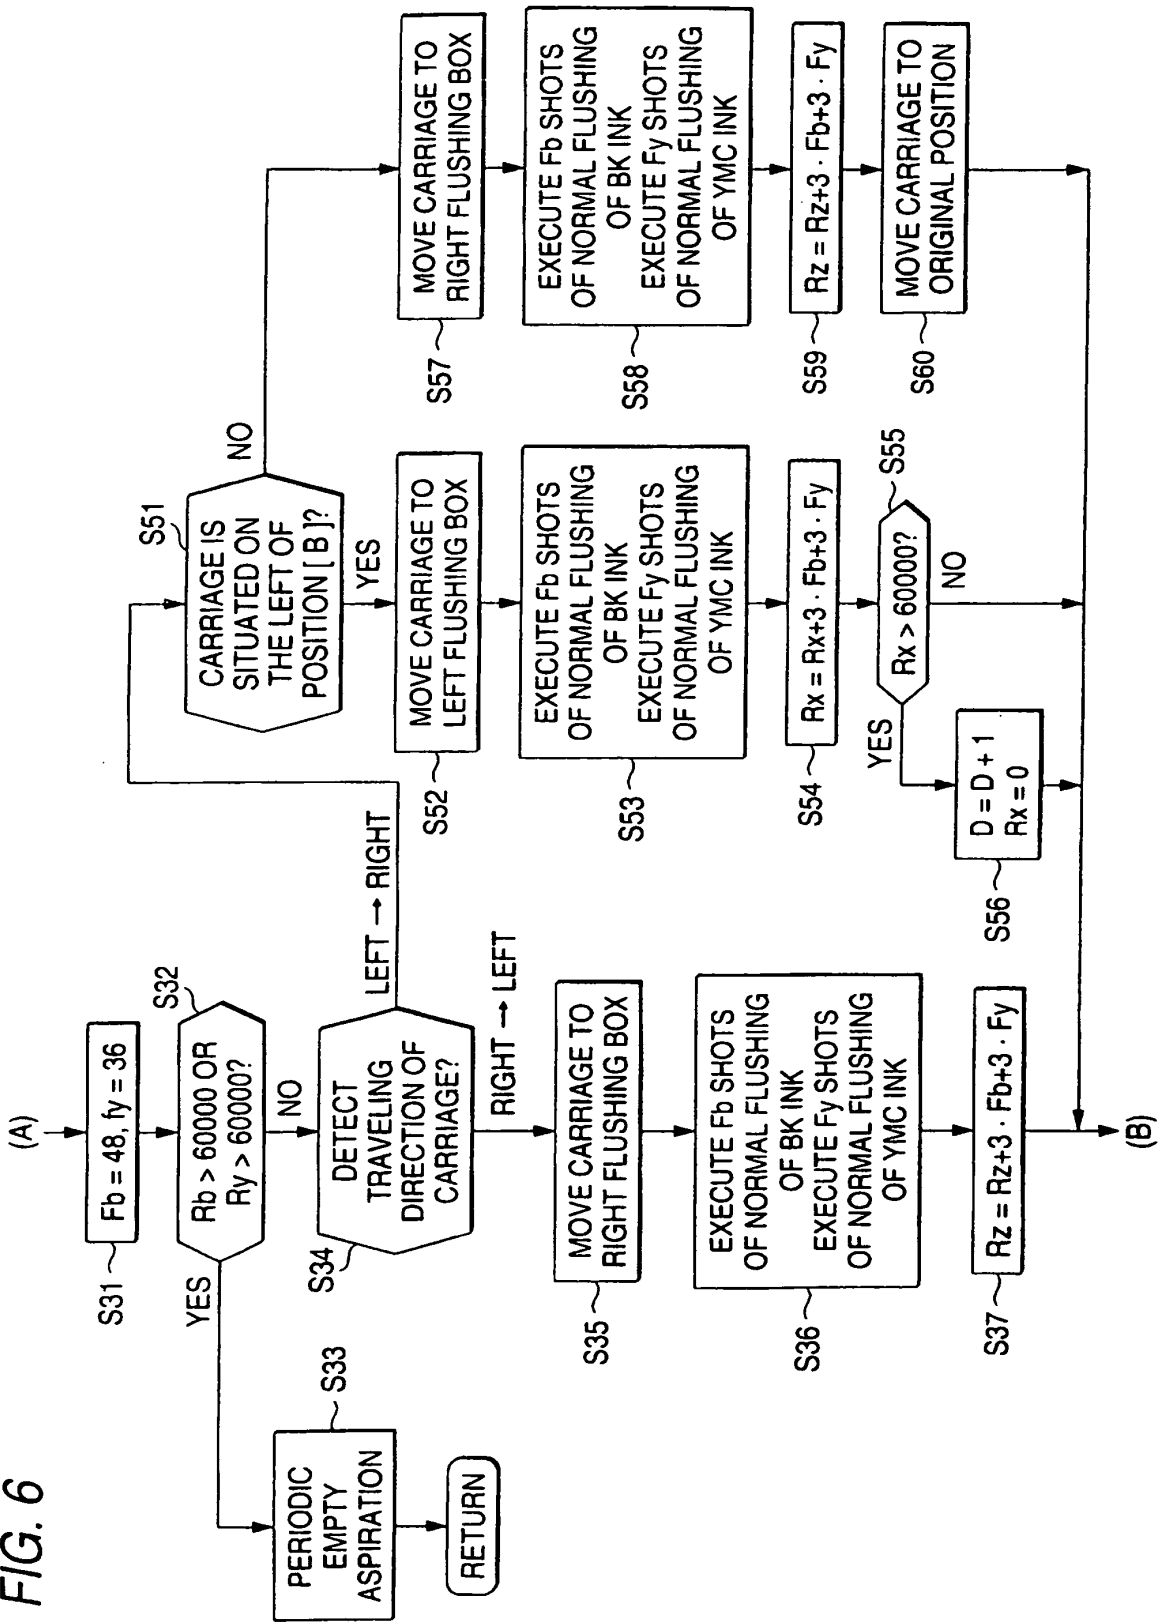 FIG. 6
(A)
Fb = 48, fy = 36
S31
Rb > 60000 OR
Ry > 60000?
S32
YES
NO
PERIODIC
EMPTY
ASPIRATION
S33
RETURN
DETECT
TRAVELING
DIRECTION OF
CARRIAGE?
S34
LEFT → RIGHT
RIGHT → LEFT
MOVE CARRIAGE TO
RIGHT FLUSHING BOX
S35
EXECUTE Fb SHOTS
OF NORMAL FLUSHING
OF BK INK
EXECUTE Fy SHOTS
OF NORMAL FLUSHING
OF YMC INK
S36
Rz = Rz+3 · Fb+3 · Fy
S37
(B)
CARRIAGE IS
SITUATED ON
THE LEFT OF
POSITION [ B ]?
S51
YES
NO
MOVE CARRIAGE TO
LEFT FLUSHING BOX
S52
EXECUTE Fb SHOTS
OF NORMAL FLUSHING
OF BK INK
EXECUTE Fy SHOTS
OF NORMAL FLUSHING
OF YMC INK
S53
Rx = Rx+3 · Fb+3 · Fy
S54
Rx > 60000?
S55
YES
NO
D = D + 1
Rx = 0
S56
MOVE CARRIAGE TO
RIGHT FLUSHING BOX
S57
EXECUTE Fb SHOTS
OF NORMAL FLUSHING
OF BK INK
EXECUTE Fy SHOTS
OF NORMAL FLUSHING
OF YMC INK
S58
Rz = Rz+3 · Fb+3 · Fy
S59
MOVE CARRIAGE TO
ORIGINAL POSITION
S60